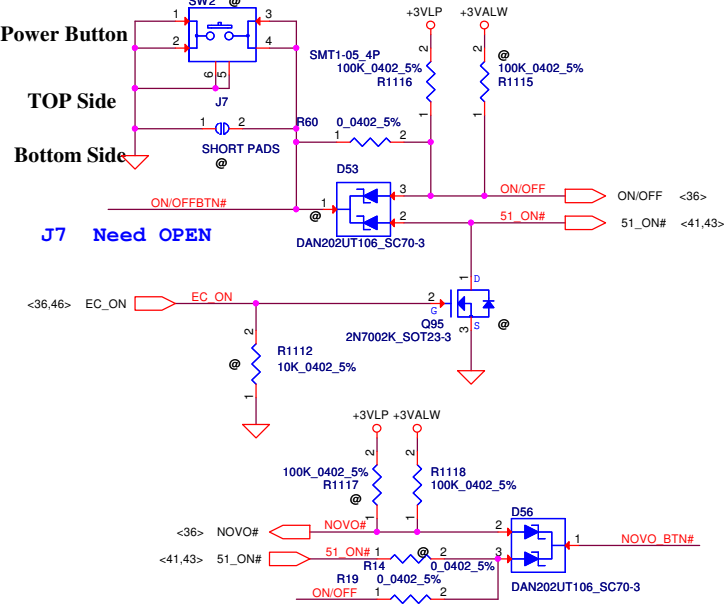 SW2 @
Power Button
1 3
2 4
6 5
TOP Side
J7
1 2
SHORT PADS
@
Bottom Side
+3VLP +3VALW
SMT1-05_4P
2 2
@
100K_0402_5% 100K_0402_5%
R1116 R1115
1 1
R60 0_0402_5%
1 2
D53
ON/OFFBTN# 1 3 ON/OFF ON/OFF <36>
@
2 51_ON# 51_ON# <41,43>
J7 Need OPEN
DAN202UT106_SC70-3
1 D
<36,46> EC_ON EC_ON 2
G
Q95 3 S @
2N7002K_SOT23-3
2
R1112
@ 10K_0402_5%
1
+3VLP +3VALW
2 2
100K_0402_5% R1118
R1117 100K_0402_5%
@
1 1
D56
<36> NOVO# NOVO# 2
1 NOVO_BTN#
<41,43> 51_ON# 51_ON# 1 @ 2 3
R14 0_0402_5%
R19 0_0402_5%
ON/OFF 1 2
DAN202UT106_SC70-3